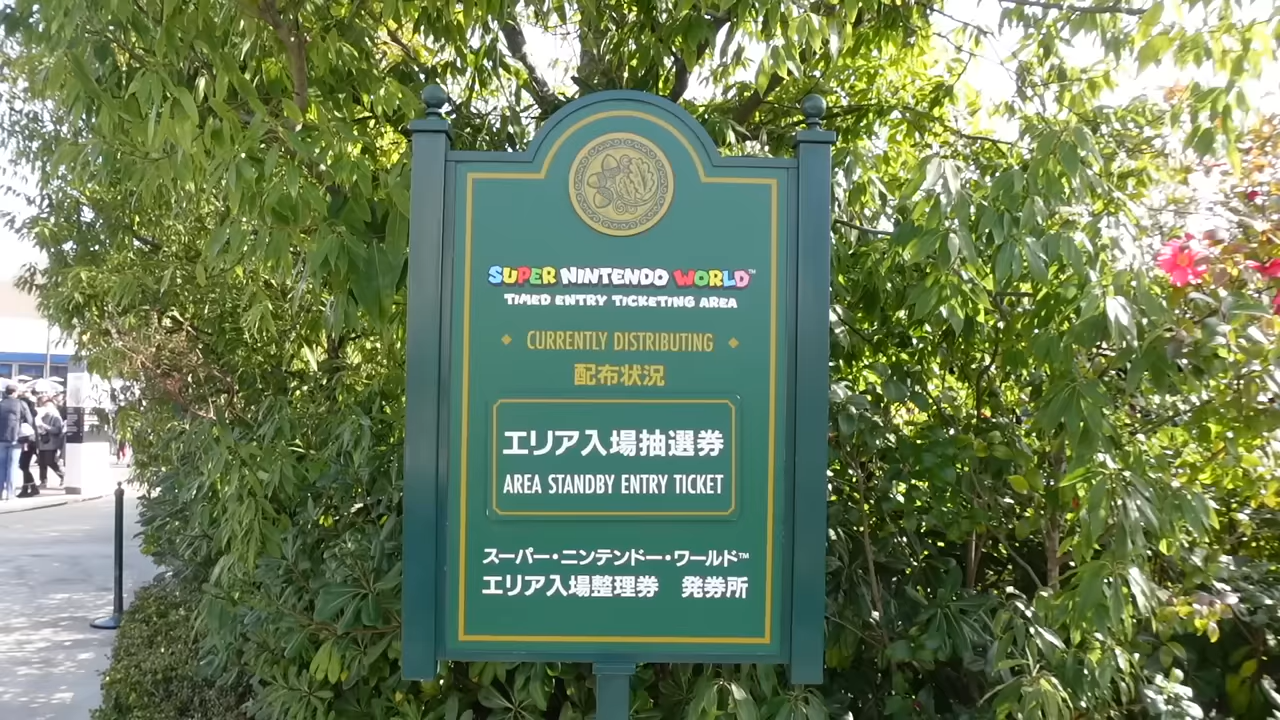 SUPER NINTENDO WORLD™
TIMED ENTRY TICKETING AREA
CURRENTLY DISTRIBUTING
配布状況
エリア入場抽選券
AREA STANDBY ENTRY TICKET
スーパー・ニンテンドー・ワールド™
エリア入場整理券 発券所